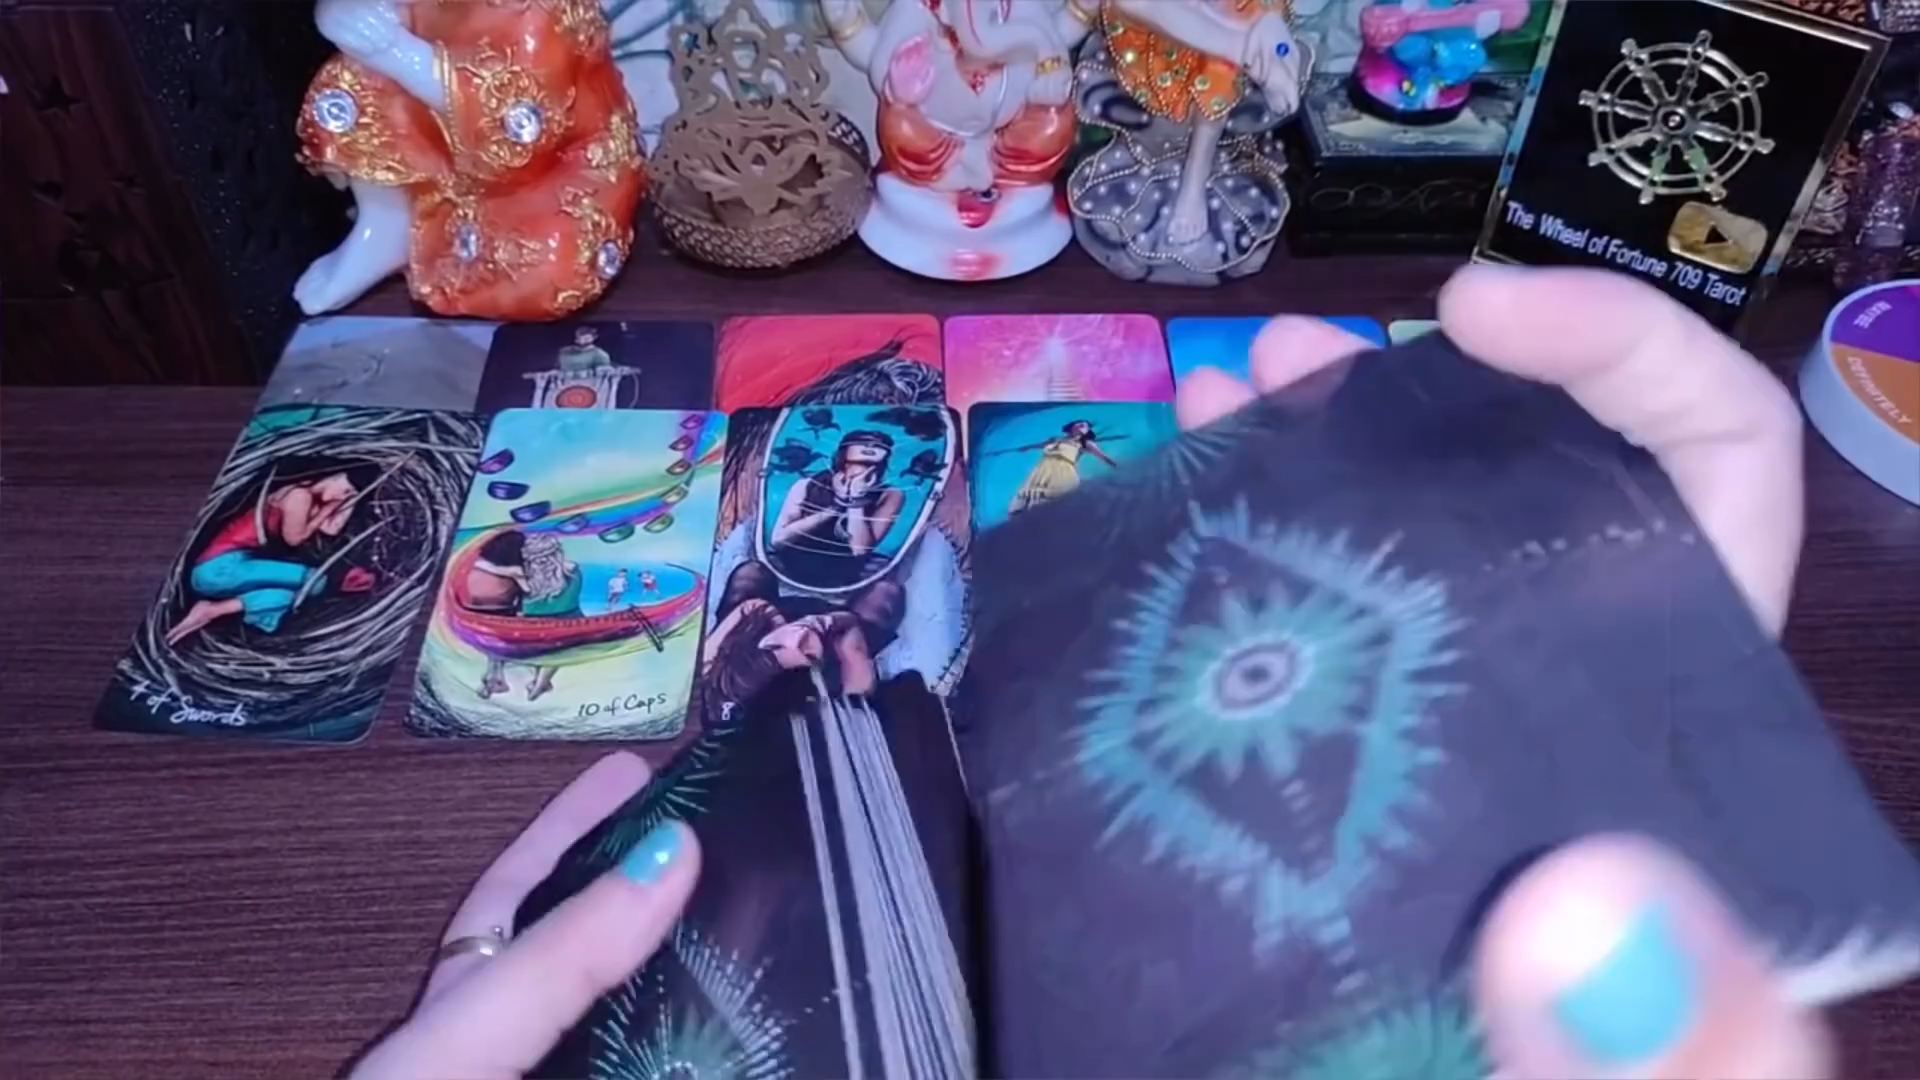 The Wheel of Fortune 709 Tarot
DEFINITELY
4 of Swords
10 of Cups
8